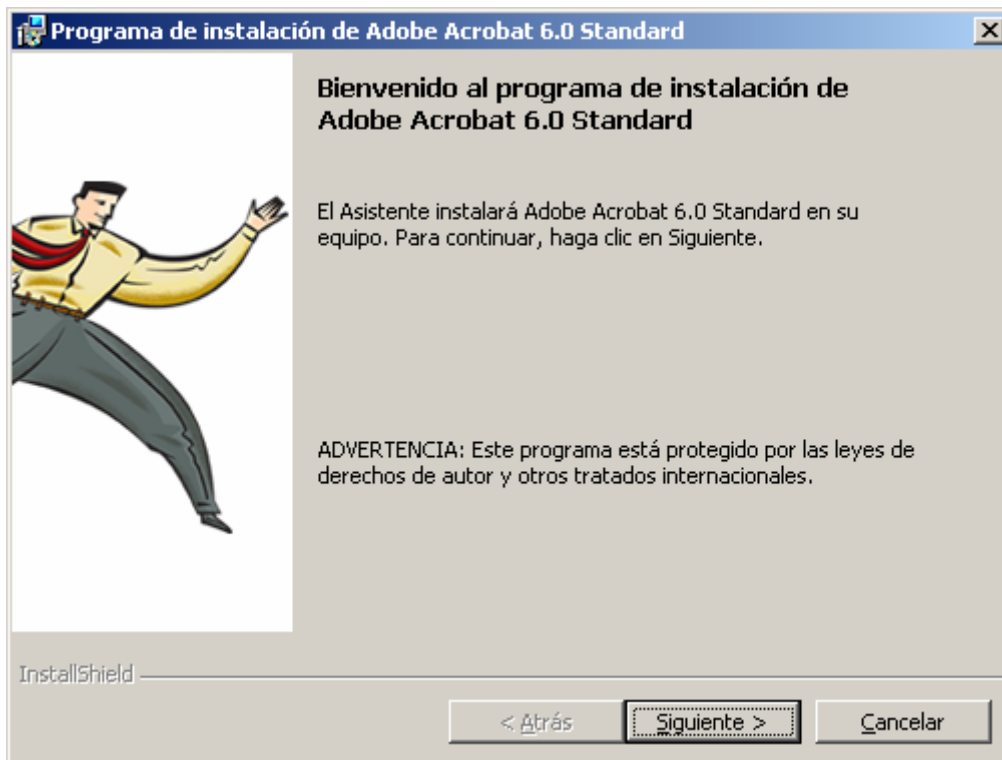 Programa de instalación de Adobe Acrobat 6.0 Standard
Bienvenido al programa de instalación de
Adobe Acrobat 6.0 Standard
El Asistente instalará Adobe Acrobat 6.0 Standard en su
equipo. Para continuar, haga clic en Siguiente.
ADVERTENCIA: Este programa está protegido por las leyes de
derechos de autor y otros tratados internacionales.
InstallShield
< Atrás
Siguiente >
Cancelar